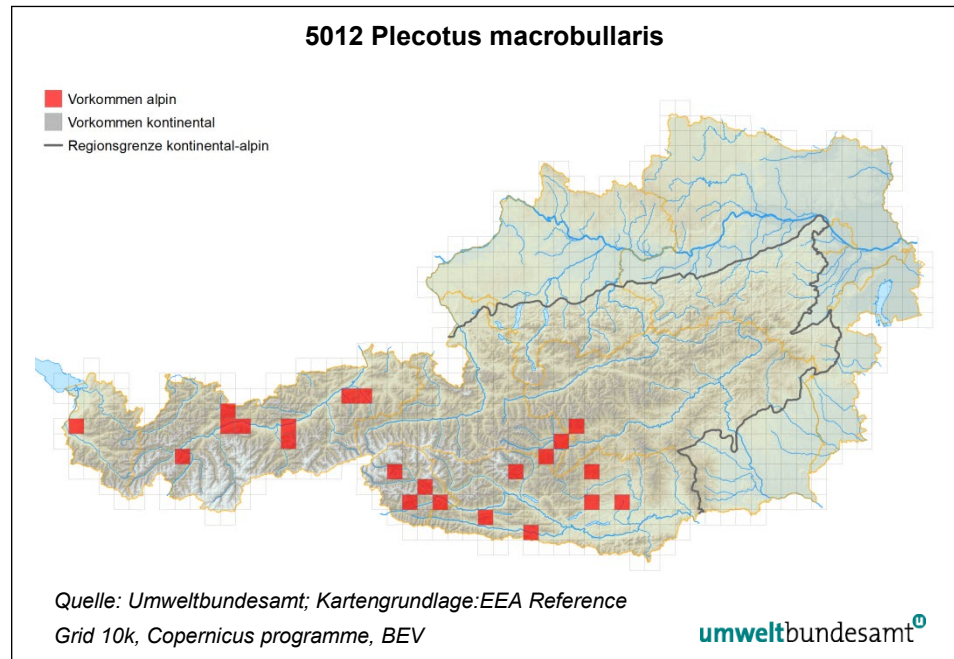 5012 Plecotus macrobullaris
Vorkommen alpin
Vorkommen kontinental
Regionsgrenze kontinental-alpin
Quelle: Umweltbundesamt; Kartengrundlage:EEA Reference
Grid 10k, Copernicus programme, BEV
umweltbundesamt
u